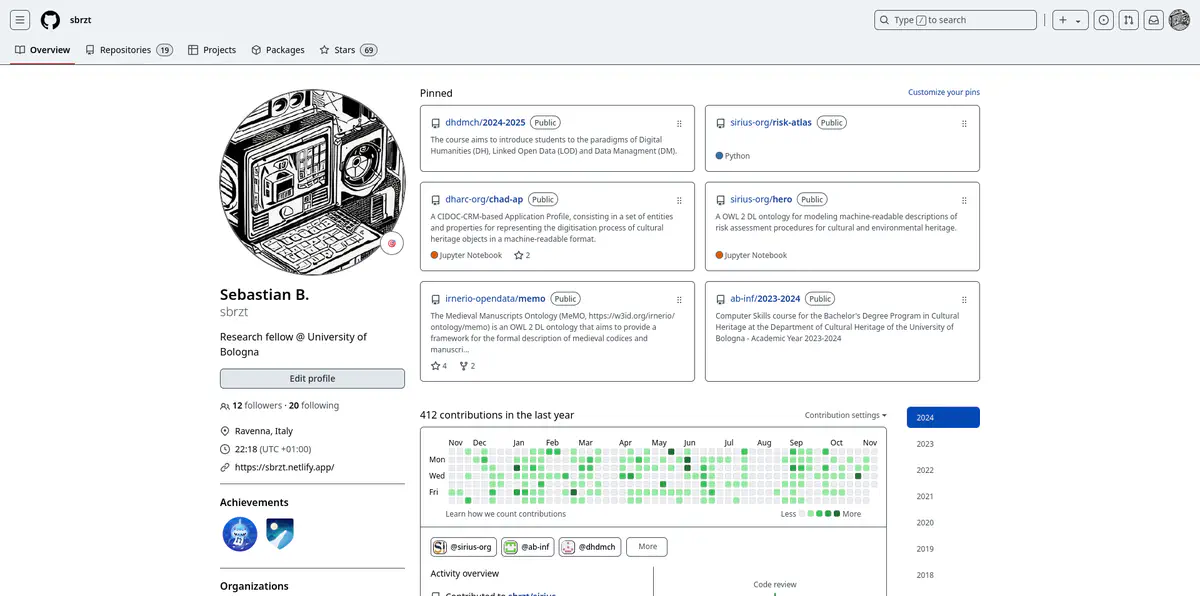 sbrzt
Type / to search
Overview
Repositories 19
Projects
Packages
Stars 69
Sebastian B.
sbrzt
Research fellow @ University of
Bologna
Edit profile
12 followers · 20 following
Ravenna, Italy
22:18 (UTC +01:00)
https://sbrzt.netlify.app/
Achievements
Organizations
Pinned
Customize your pins
dhdmch/2024-2025 Public
The course aims to introduce students to the paradigms of Digital
Humanities (DH), Linked Open Data (LOD) and Data Managment (DM).
sirius-org/risk-atlas Public
Python
dharc-org/chad-ap Public
A CIDOC-CRM-based Application Profile, consisting in a set of entities
and properties for representing the digitisation process of cultural
heritage objects in a machine-readable format.
Jupyter Notebook 2
sirius-org/hero Public
A OWL 2 DL ontology for modeling machine-readable descriptions of
risk assessment procedures for cultural and environmental heritage.
Jupyter Notebook
irnerio-opendata/memo Public
The Medieval Manuscripts Ontology (MeMO, https://w3id.org/irnerio/
ontology/memo) is an OWL 2 DL ontology that aims to provide a
framework for the formal description of medieval codices and
manuscri...
4 2
ab-inf/2023-2024 Public
Computer Skills course for the Bachelor's Degree Program in Cultural
Heritage at the Department of Cultural Heritage of the University of
Bologna - Academic Year 2023-2024
412 contributions in the last year
Contribution settings
Nov Dec Jan Feb Mar Apr May Jun Jul Aug Sep Oct Nov
Mon
Wed
Fri
Learn how we count contributions
Less More
@sirius-org @ab-inf @dhdmch More
Activity overview
Contributed to sbrzt/sirius
Code review
2024
2023
2022
2021
2020
2019
2018